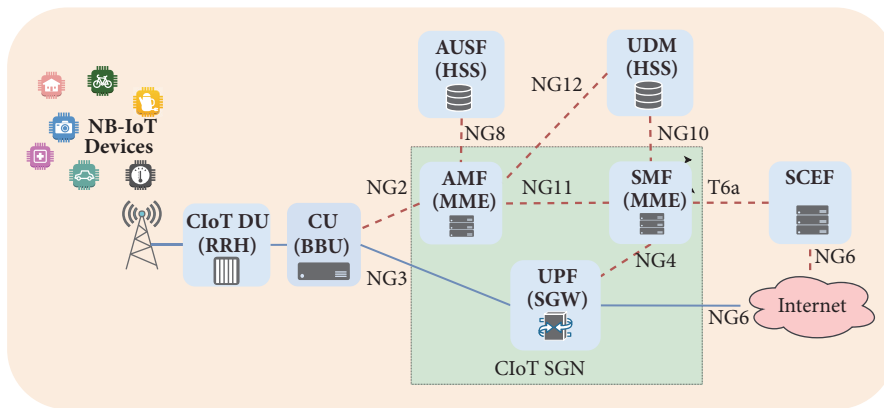 AUSF
(HSS)
UDM
(HSS)
NG12
NB-IoT
Devices
NG8
NG10
NG2
AMF
(MME)
NG11
SMF
(MME)
T6a
SCEF
CIoT DU
(RRH)
CU
(BBU)
NG3
NG4
NG6
UPF
(SGW)
NG6
Internet
CIoT SGN